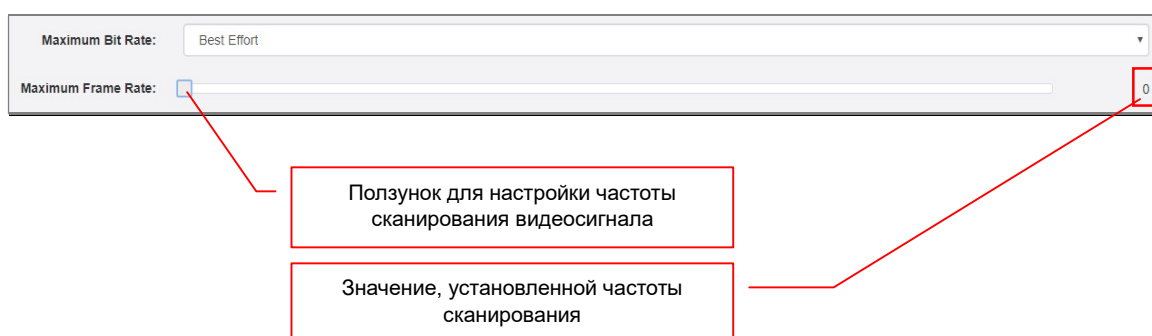 Maximum Bit Rate: Best Effort
Maximum Frame Rate: 0
Ползунок для настройки частоты
сканирования видеосигнала
Значение, установленной частоты
сканирования